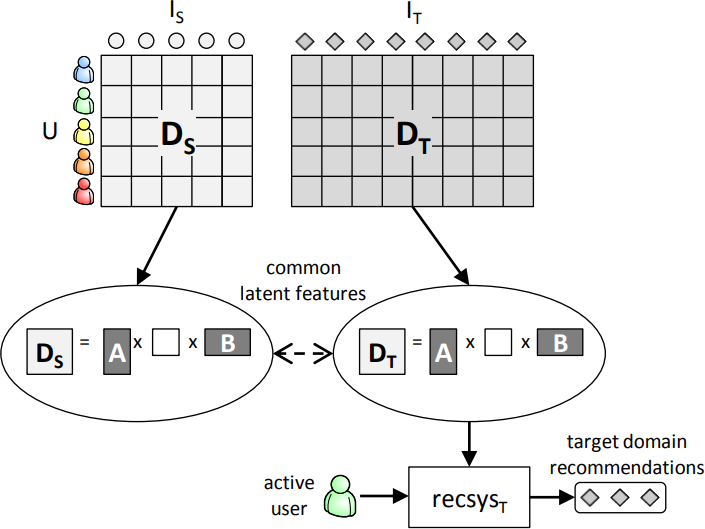 I_S
I_T
U
D_S
D_T
common
latent features
D_S = A x x B
D_T = A x x B
active
user
recsys_T
target domain
recommendations